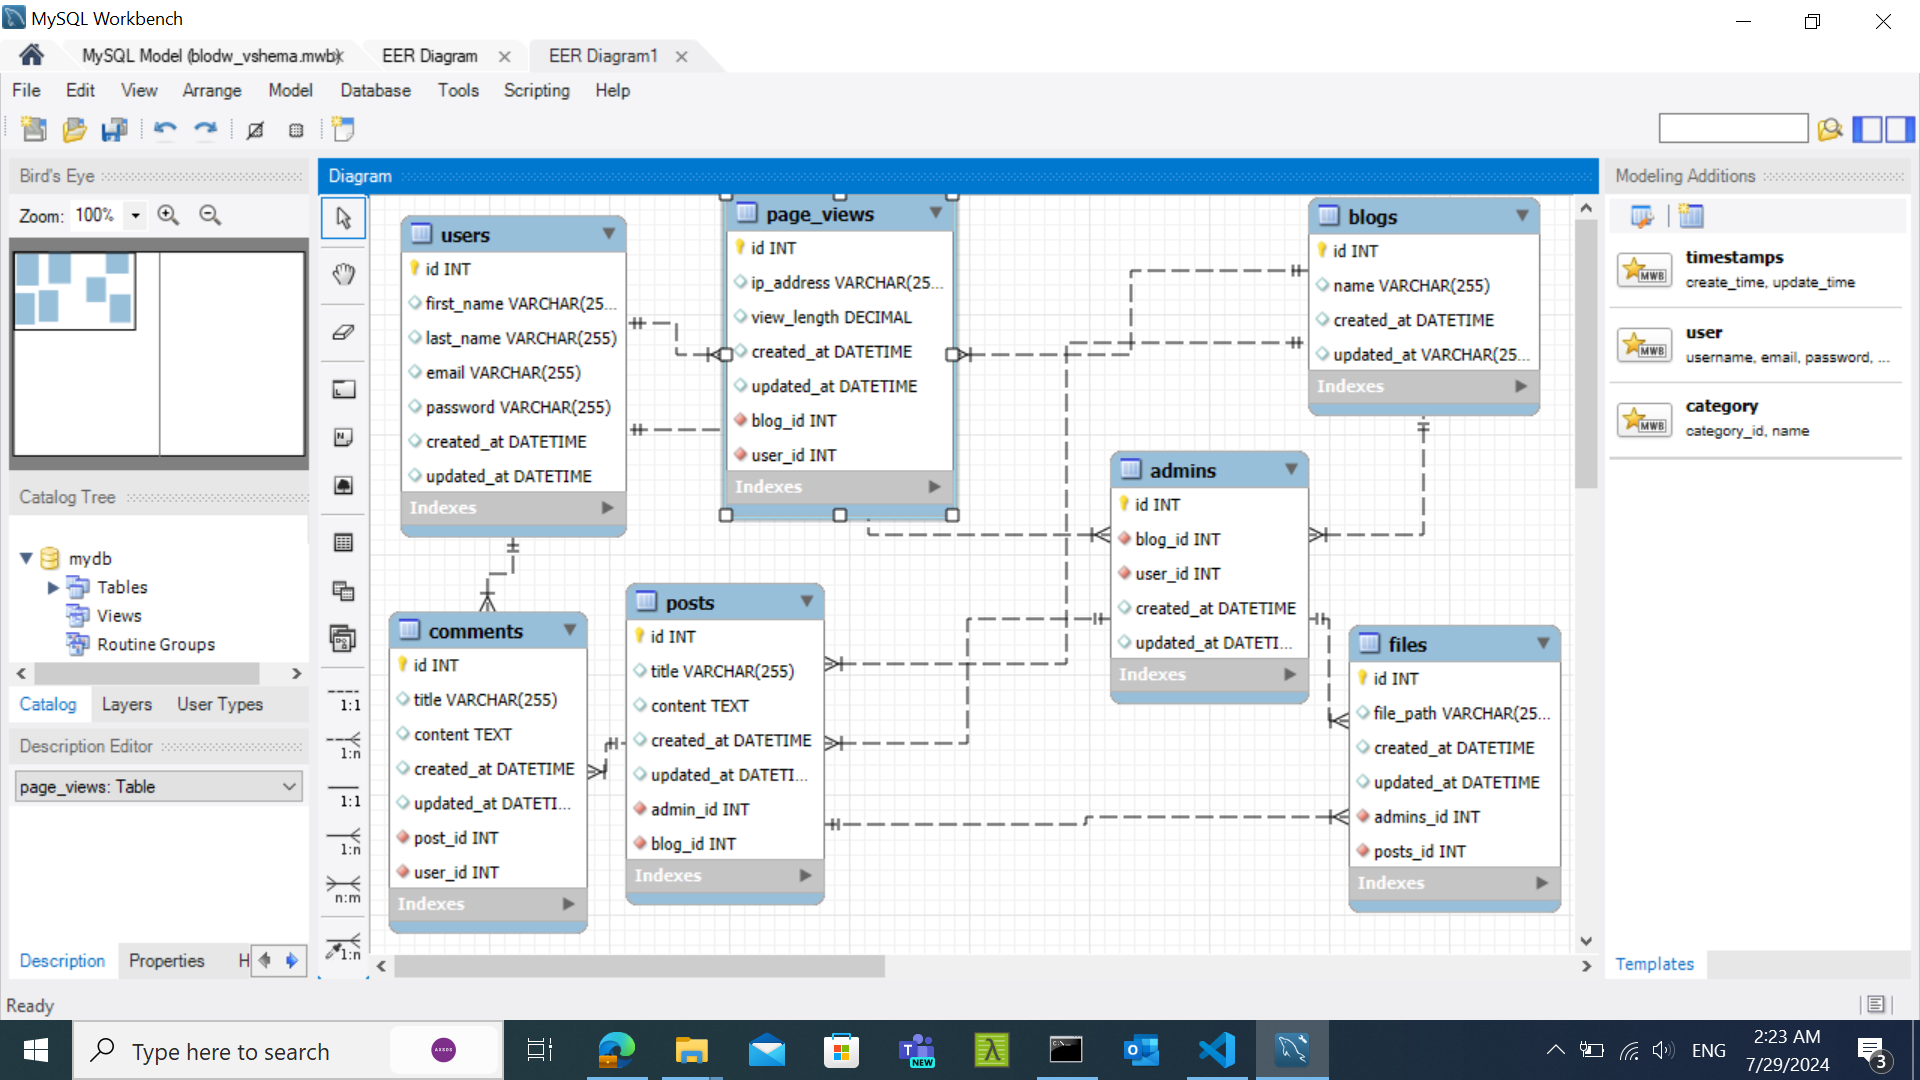 MySQL Workbench
MySQL Model (blodw_vshema.mwb)
EER Diagram
EER Diagram1
File Edit View Arrange Model Database Tools Scripting Help
Bird's Eye
Zoom: 100%
Catalog Tree
mydb
Tables
Views
Routine Groups
Catalog Layers User Types
Description Editor
page_views: Table
Description Properties H
Ready
Diagram
1:1
1:n
1:1
1:n
n:m
1:n
users
id INT
first_name VARCHAR(25...
last_name VARCHAR(255)
email VARCHAR(255)
password VARCHAR(255)
created_at DATETIME
updated_at DATETIME
Indexes
page_views
id INT
ip_address VARCHAR(25...
view_length DECIMAL
created_at DATETIME
updated_at DATETIME
blog_id INT
user_id INT
Indexes
blogs
id INT
name VARCHAR(255)
created_at DATETIME
updated_at VARCHAR(25...
Indexes
admins
id INT
blog_id INT
user_id INT
created_at DATETIME
updated_at DATETI...
Indexes
comments
id INT
title VARCHAR(255)
content TEXT
created_at DATETIME
updated_at DATETI...
post_id INT
user_id INT
Indexes
posts
id INT
title VARCHAR(255)
content TEXT
created_at DATETIME
updated_at DATETI...
admin_id INT
blog_id INT
Indexes
files
id INT
file_path VARCHAR(25...
created_at DATETIME
updated_at DATETIME
admins_id INT
posts_id INT
Indexes
Modeling Additions
MWB
timestamps
create_time, update_time
MWB
user
username, email, password, ...
MWB
category
category_id, name
Templates
Type here to search
NEW
ENG
2:23 AM
7/29/2024
3